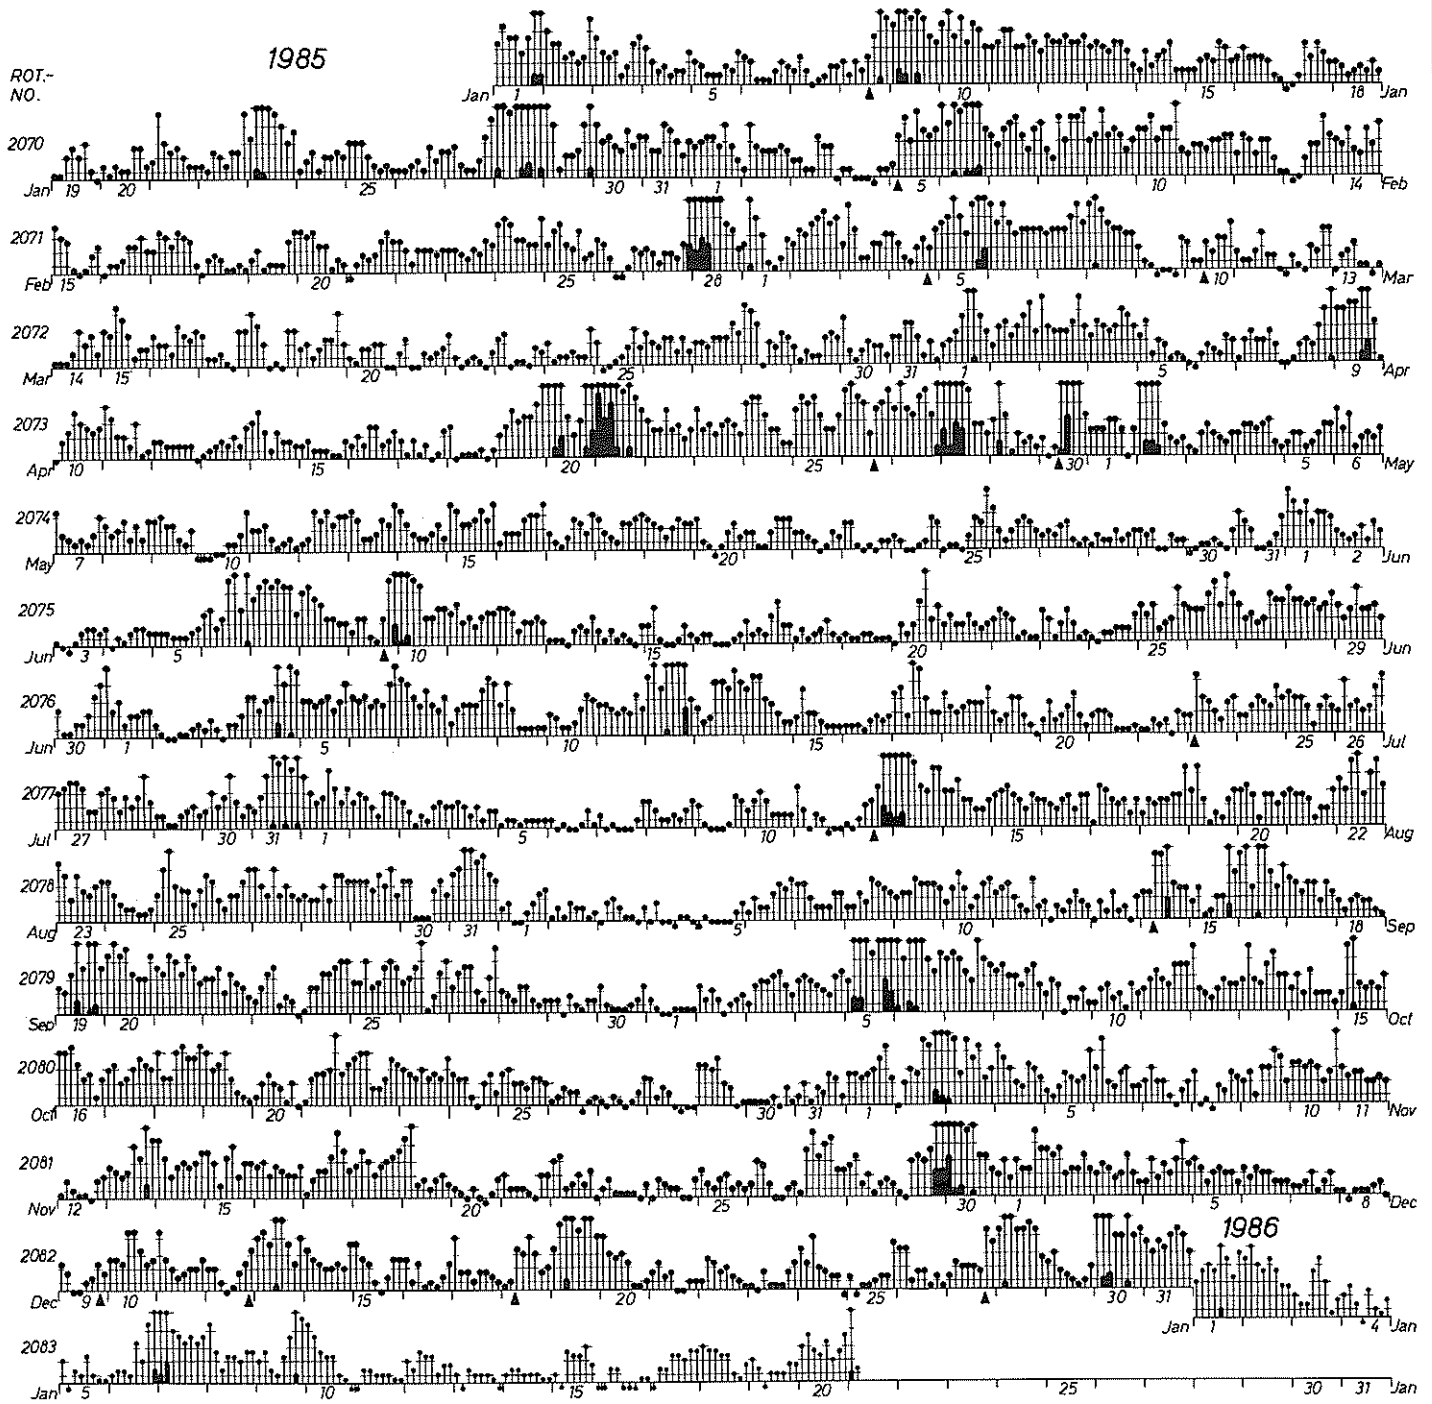 1985
ROT.-
NO.
Jan 1 5 10 15 18 Jan
2070
Jan 19 20 25 30 31 1 5 10 14 Feb
2071
Feb 15 20 25 28 1 5 10 13 Mar
2072
Mar 14 15 20 25 30 31 1 5 9 Apr
2073
Apr 10 15 20 25 30 1 5 6 May
2074
May 7 10 15 20 25 30 31 1 2 Jun
2075
Jun 3 5 10 15 20 25 29 Jun
2076
Jun 30 1 5 10 15 20 25 26 Jul
2077
Jul 27 30 31 1 5 10 15 20 22 Aug
2078
Aug 23 25 30 31 1 5 10 15 18 Sep
2079
Sep 19 20 25 30 1 5 10 15 Oct
2080
Oct 16 20 25 30 31 1 5 10 11 Nov
2081
Nov 12 15 20 25 30 1 5 8 Dec
1986
2082
Dec 9 10 15 20 25 30 31
Jan 1 4 Jan
2083
Jan 5 10 15 20 25 30 31 Jan